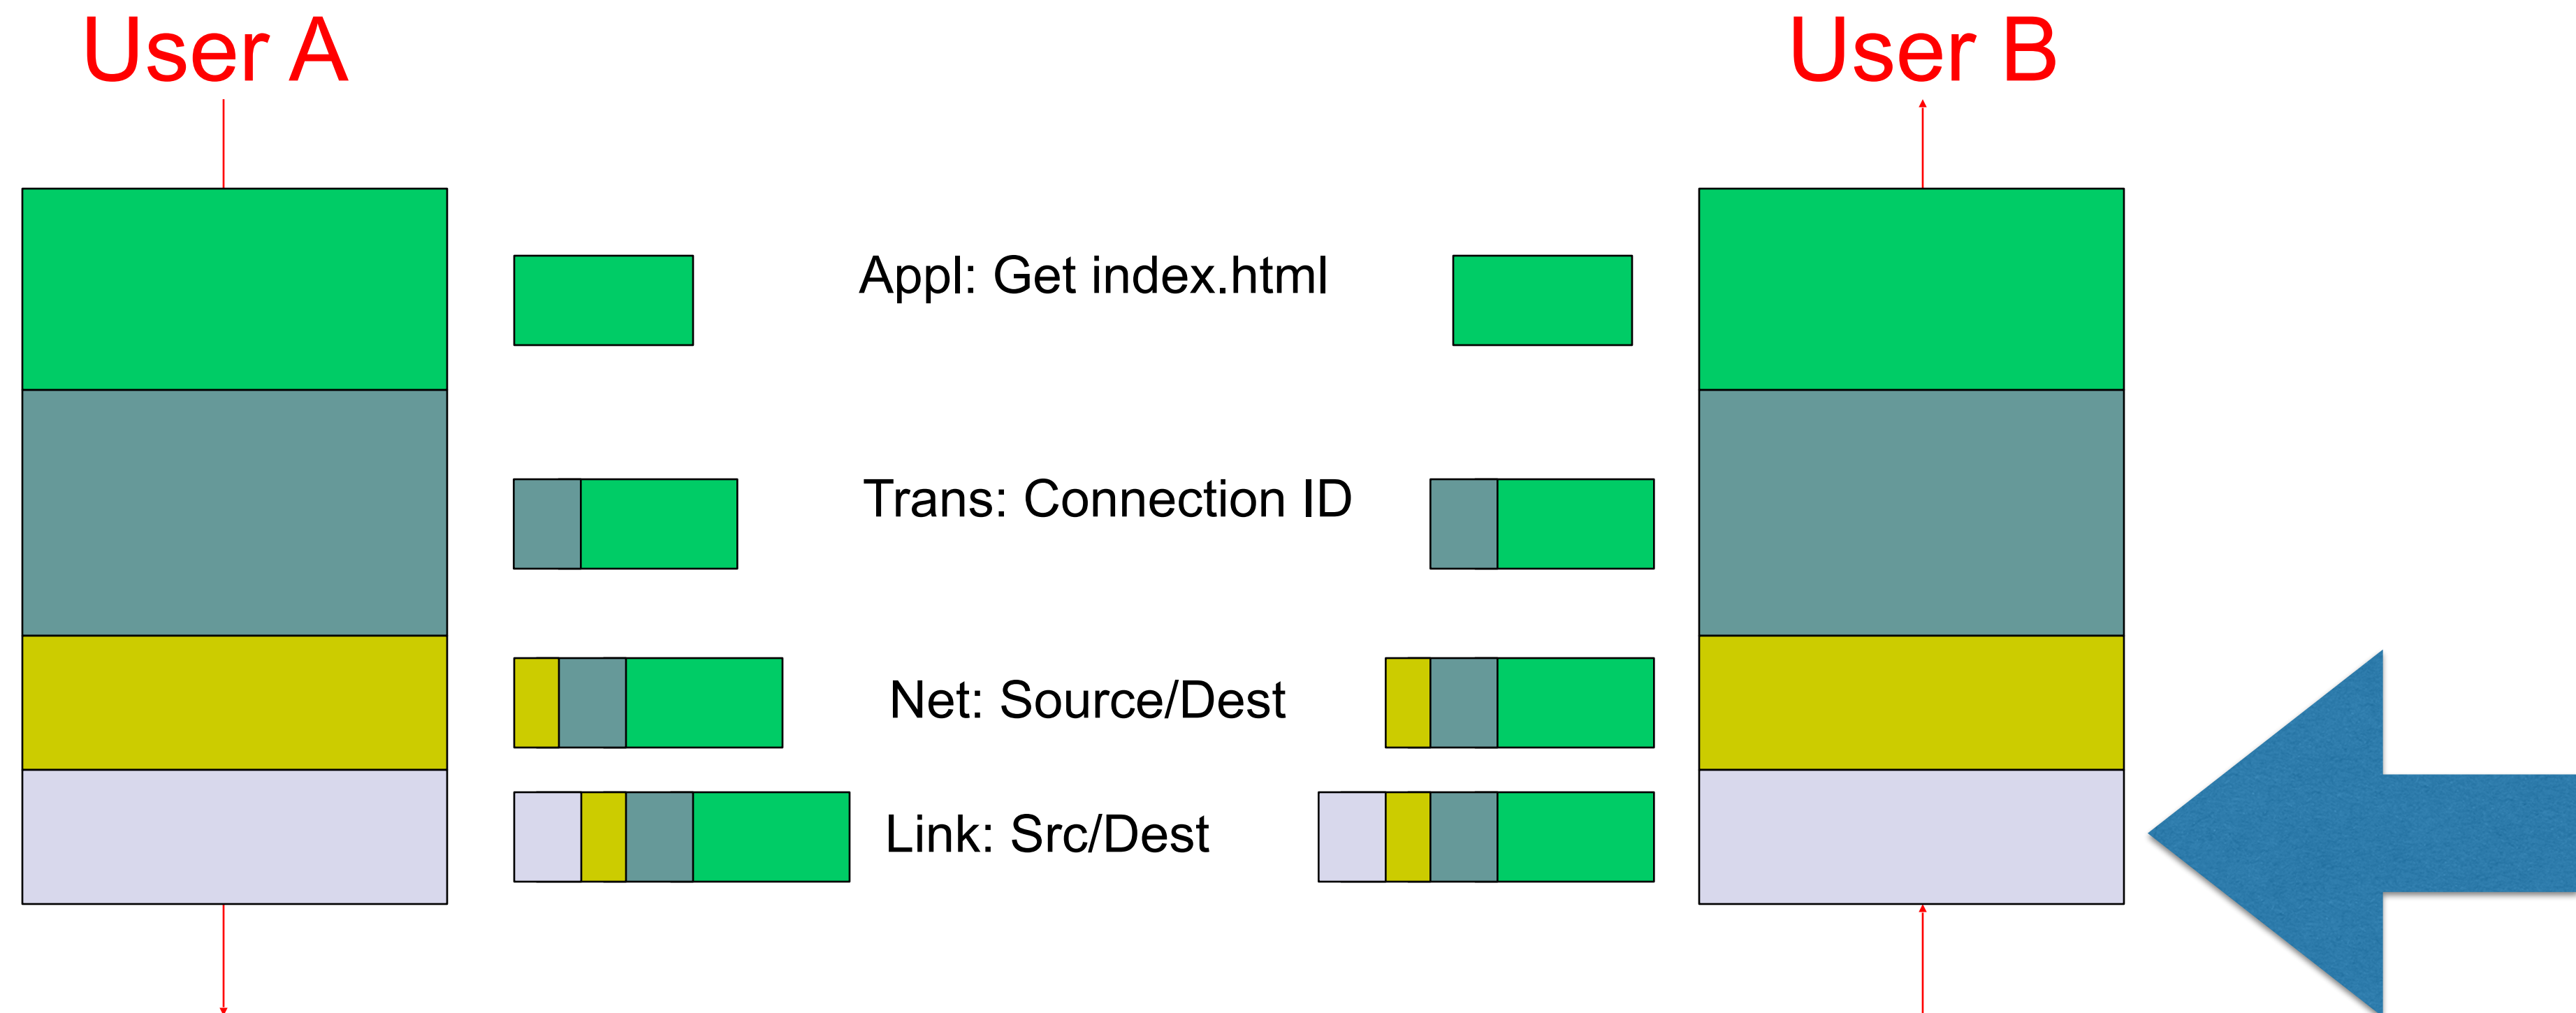 User A
User B
Appl: Get index.html
Trans: Connection ID
Net: Source/Dest
Link: Src/Dest